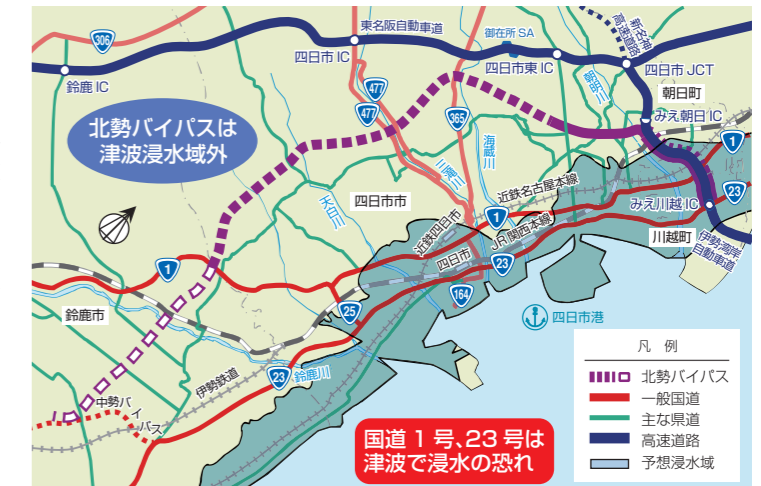 306
東名阪自動車道
御在所SA
新名神
高速道路
四日市IC
四日市東IC
四日市JCT
鈴鹿IC
477
477
365
朝明川
朝日町
みえ朝日IC
北勢バイパスは
津波浸水域外
海蔵川
三滝川
1
23
天白川
四日市市
近鉄名古屋本線
みえ川越IC
近鉄四日市
1
JR関西本線
川越町
伊勢湾岸
自動車道
四日市
23
1
164
鈴鹿市
25
四日市港
伊勢鉄道
23
鈴鹿川
中勢バイパス
国道1号、23号は
津波で浸水の恐れ
凡 例
北勢バイパス
一般国道
主な県道
高速道路
予想浸水域